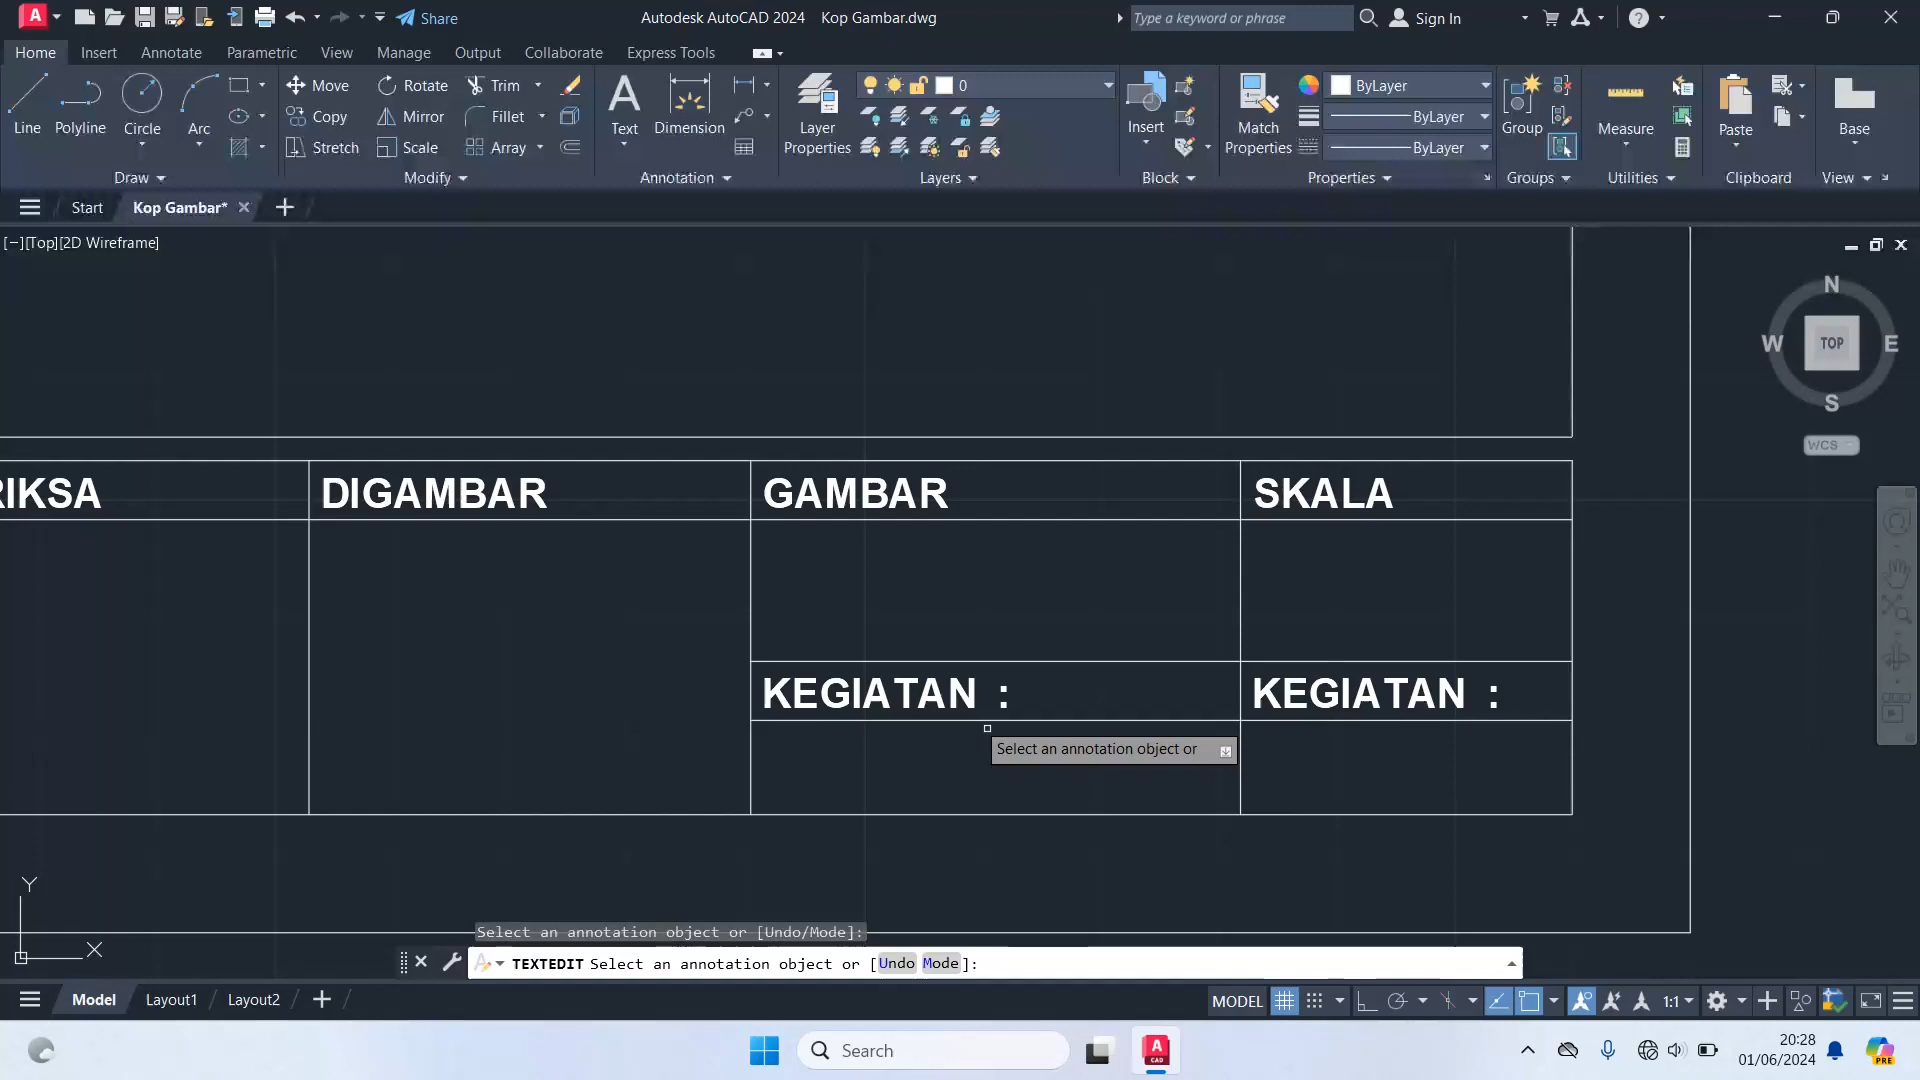 Share
Autodesk AutoCAD 2024 Kop Gambar.dwg
Type a keyword or phrase
Sign In
Home Insert Annotate Parametric View Manage Output Collaborate Express Tools
Line Polyline Circle Arc
Move Rotate Trim
Copy Mirror Fillet
Stretch Scale Array
Text Dimension
Layer Properties
0
Insert
Match Properties
ByLayer
ByLayer
ByLayer
Group
Measure
Paste
Base
Draw Modify Annotation Layers Block Properties Groups Utilities Clipboard View
Start Kop Gambar*
[−][Top][2D Wireframe]
N
W TOP E
S
WCS
RIKSA DIGAMBAR GAMBAR SKALA
KEGIATAN : KEGIATAN :
Select an annotation object or
Y
X
Select an annotation object or [Undo/Mode]:
TEXTEDIT Select an annotation object or [Undo Mode]:
Model Layout1 Layout2
MODEL 1:1
Search
A CAD
20:28
01/06/2024
PRE